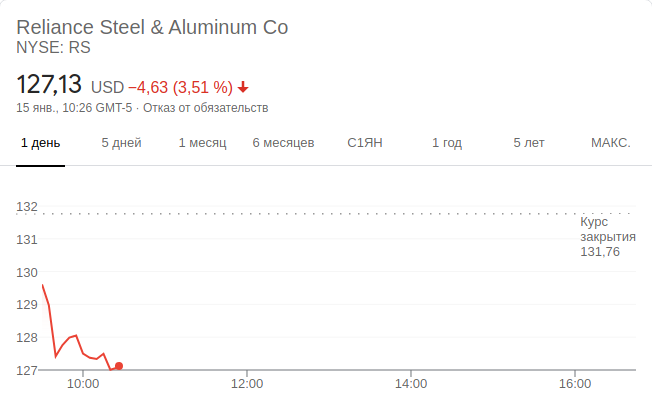 Reliance Steel & Aluminum Co
NYSE: RS
127,13 USD −4,63 (3,51 %)
15 янв., 10:26 GMT-5 · Отказ от обязательств
1 день 5 дней 1 месяц 6 месяцев С1ЯН 1 год 5 лет МАКС.
132
Курс
закрытия
131,76
131
130
129
128
127
10:00 12:00 14:00 16:00